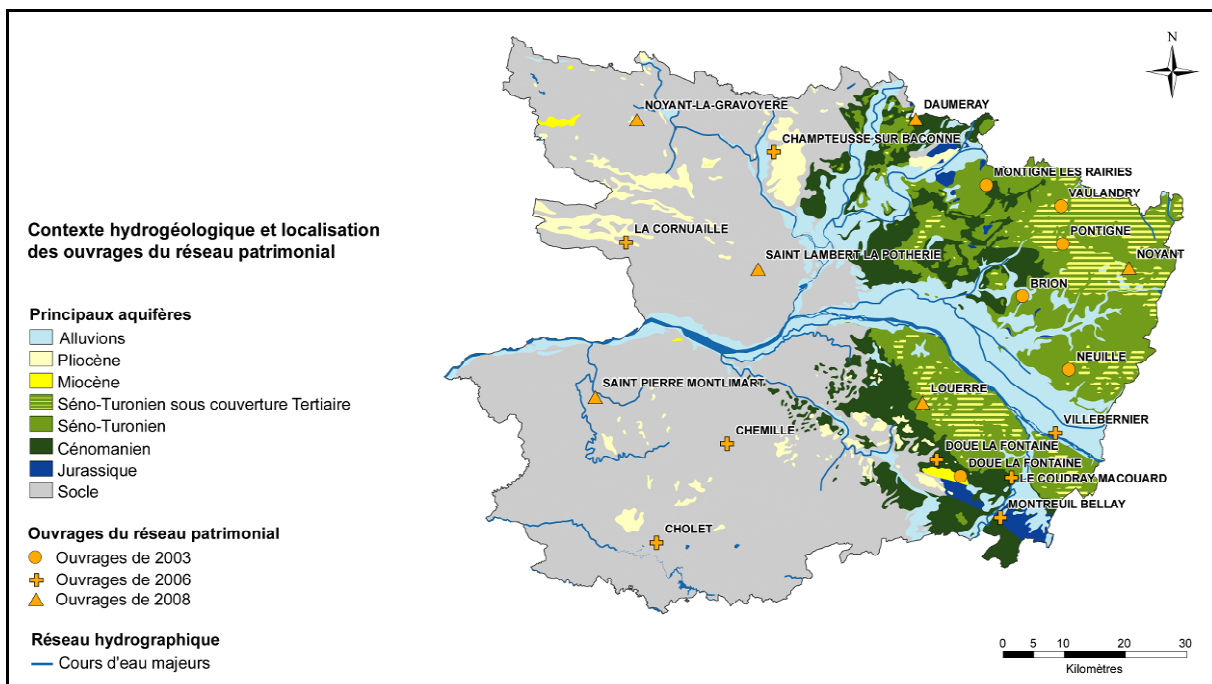 N
NOYANT-LA-GRAVOYERE
DAUMERAY
CHAMPTEUSSE SUR BACONNE
MONTIGNE LES RAIRIES
VAULANDRY
LA CORNUAILLE
PONTIGNE
SAINT LAMBERT LA POTHERIE
NOYANT
BRION
NEUILLE
SAINT PIERRE MONTLIMART
LOUERRE
VILLEBERNIER
CHEMILLE
DOUE LA FONTAINE
DOUE LA FONTAINE
LE COUDRAY MACOUARD
MONTREUIL BELLAY
CHOLET
Contexte hydrogéologique et localisation
des ouvrages du réseau patrimonial
Principaux aquifères
Alluvions
Pliocène
Miocène
Séno-Turonien sous couverture Tertiaire
Séno-Turonien
Cénomanien
Jurassique
Socle
Ouvrages du réseau patrimonial
Ouvrages de 2003
Ouvrages de 2006
Ouvrages de 2008
Réseau hydrographique
Cours d'eau majeurs
0 5 10 20 30
Kilomètres